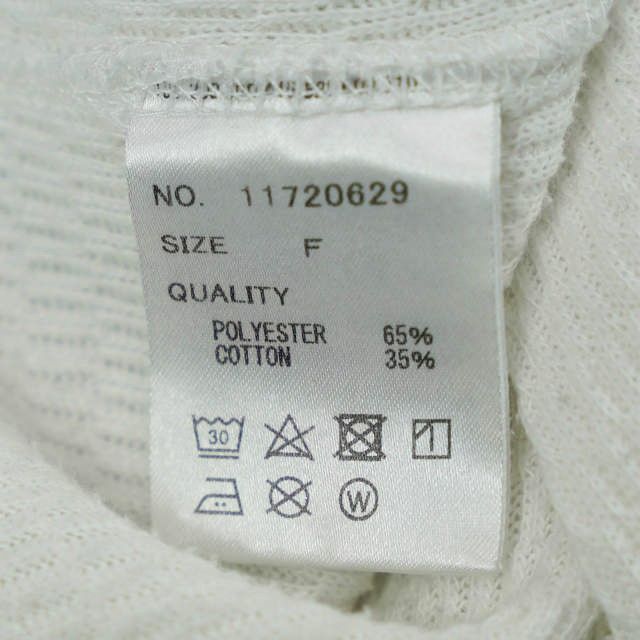 NO. 11720629
SIZE F
QUALITY
POLYESTER 65%
COTTON 35%
30
W